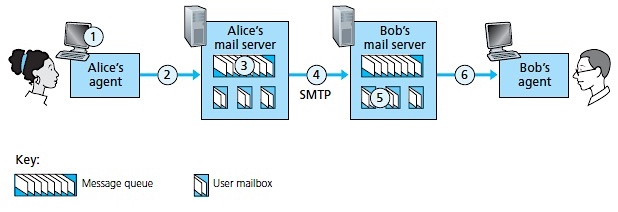 1
Alice's
agent
2
Alice's
mail server
3
4
SMTP
Bob's
mail server
5
6
Bob's
agent
Key:
Message queue
User mailbox